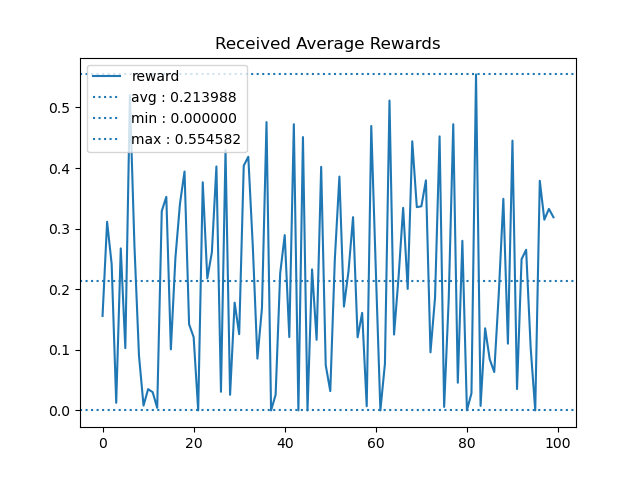 Received Average Rewards
reward
avg : 0.213988
min : 0.000000
max : 0.554582
0.5
0.4
0.3
0.2
0.1
0.0
0 20 40 60 80 100